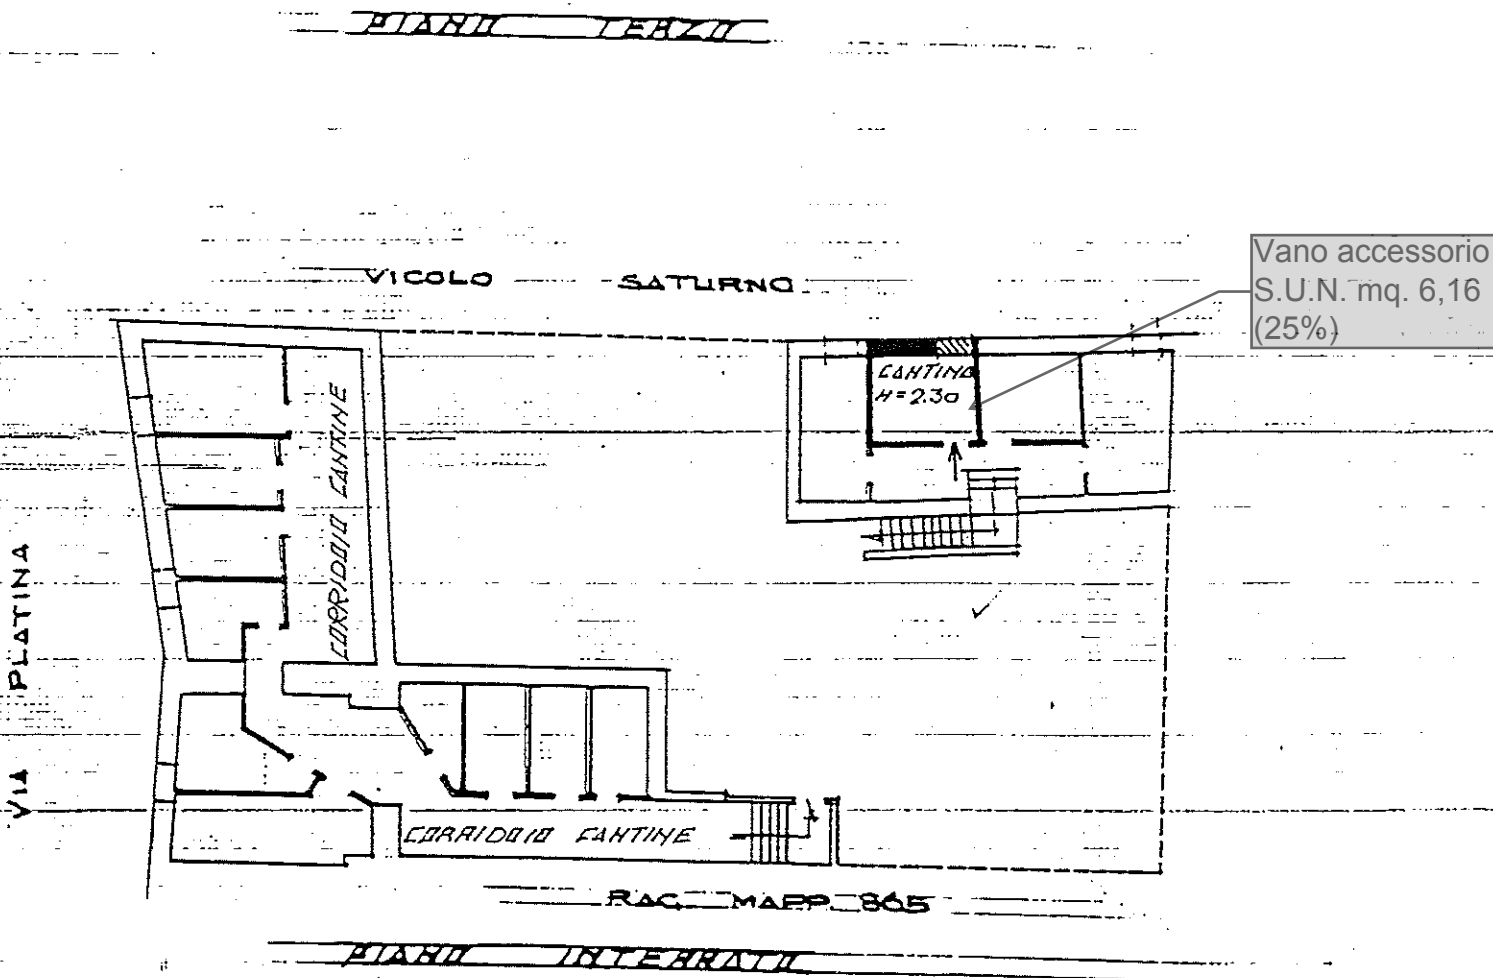 PIANO TERZO
VICOLO SATURNO
Vano accessorio
S.U.N. mq. 6,16
(25%)
CANTINA
H=2.30
CORRIDOIO CANTINE
VIA PLATINA
CORRIDOIO CANTINE
RAG. MAPP. 865
PIANO INTERRATO